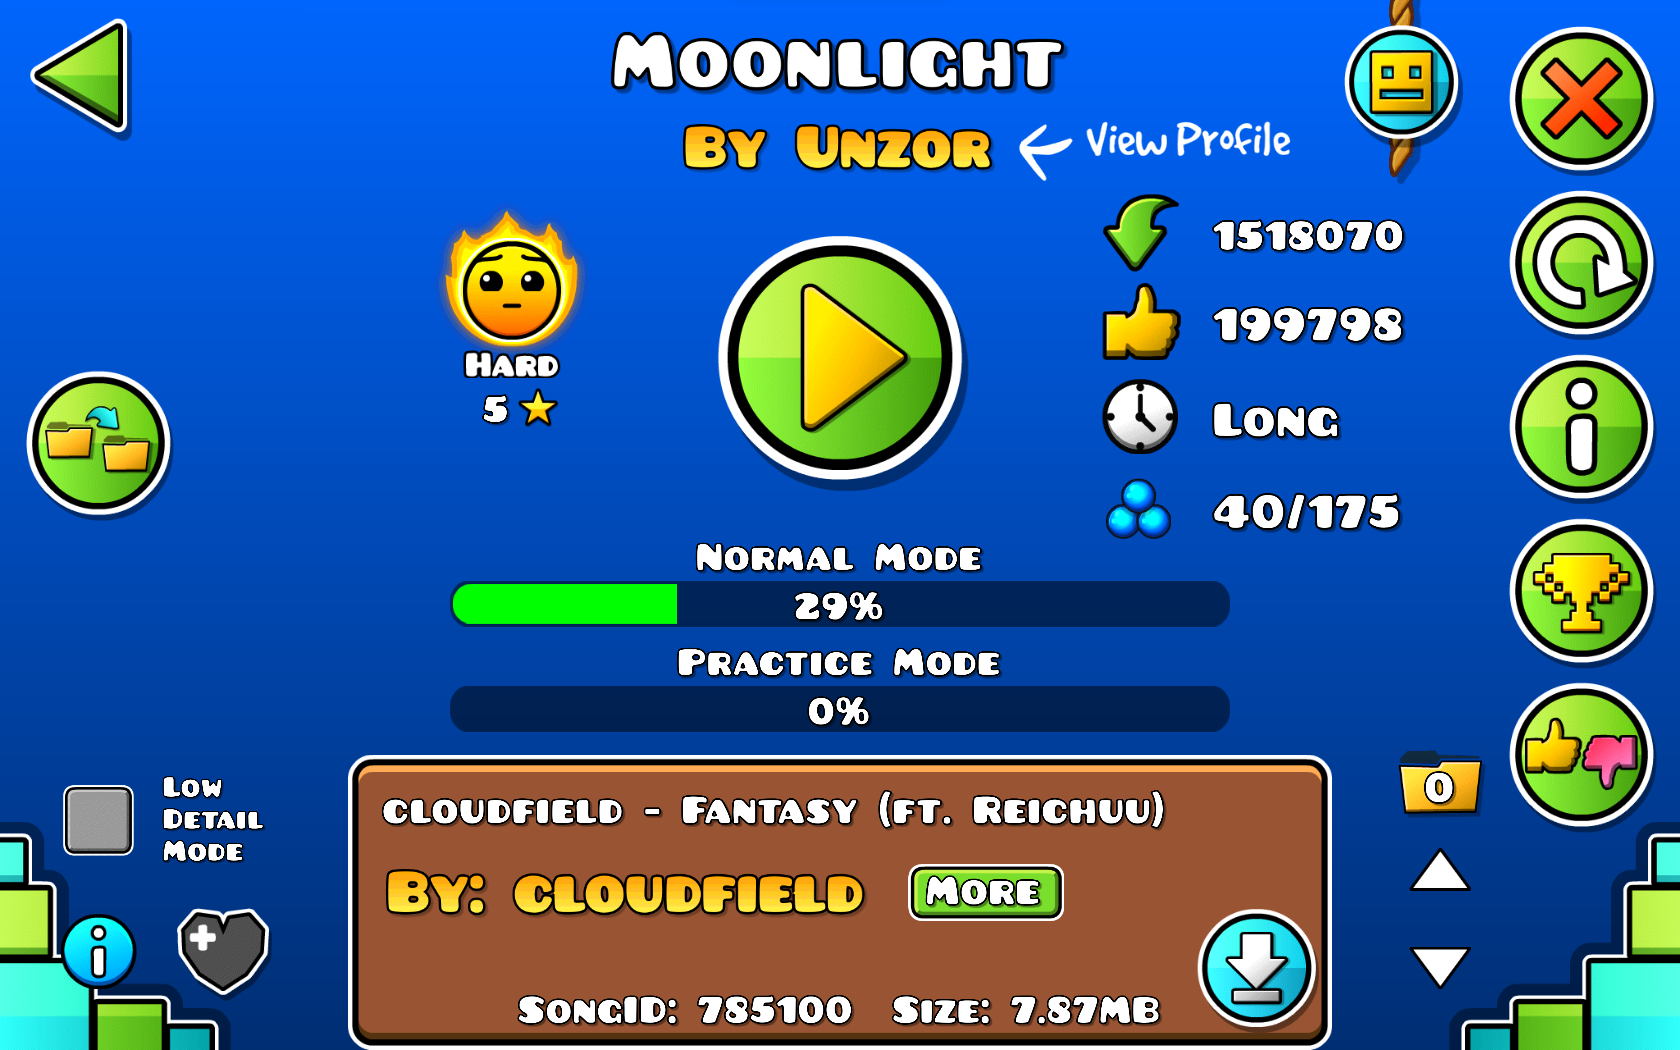 Moonlight
By Unzor
View Profile
1518070
199798
Hard
5
Long
40/175
Normal Mode
29%
Practice Mode
0%
Low
Detail
Mode
cloudfield - Fantasy (ft. Reichuu)
By: cloudfield
More
SongID: 785100 Size: 7.87MB
0